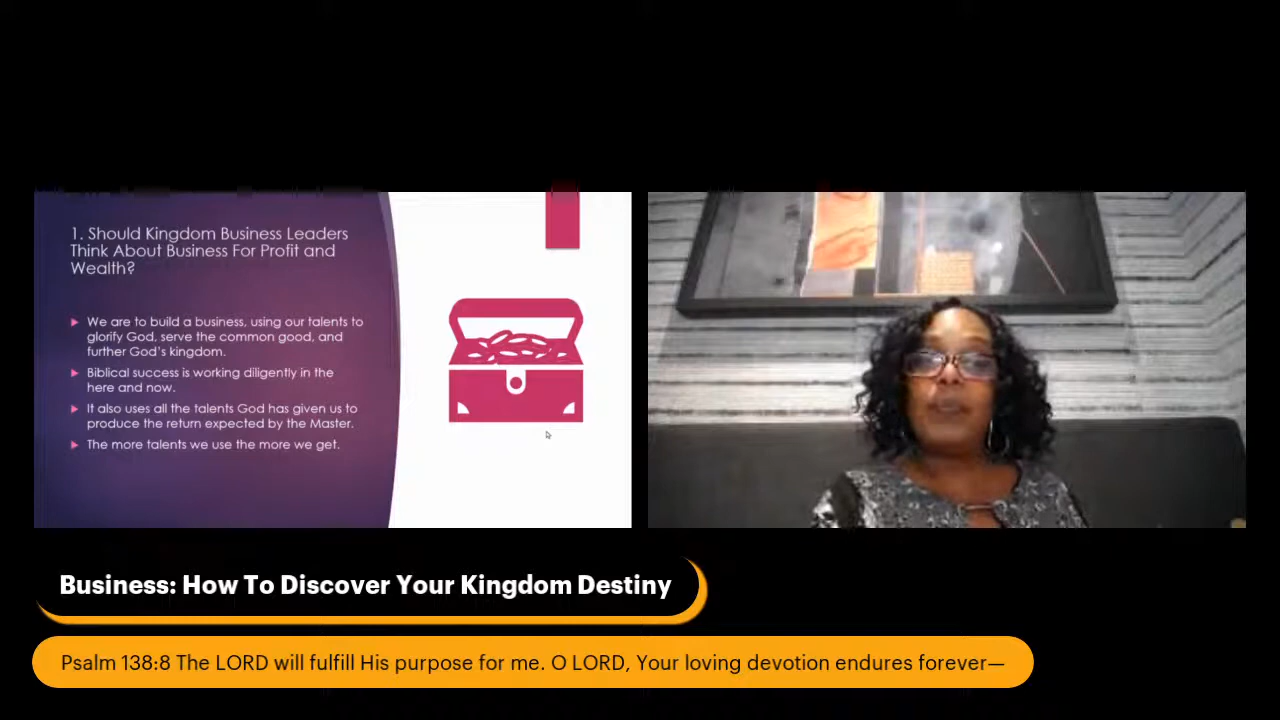 1. Should Kingdom Business Leaders
Think About Business For Profit and
Wealth?
We are to build a business, using our talents to
glorify God, serve the common good, and
further God's kingdom.
Biblical success is working diligently in the
here and now.
It also uses all the talents God has given us to
produce the return expected by the Master.
The more talents we use the more we get.
Business: How To Discover Your Kingdom Destiny
Psalm 138:8 The LORD will fulfill His purpose for me. O LORD, Your loving devotion endures forever—